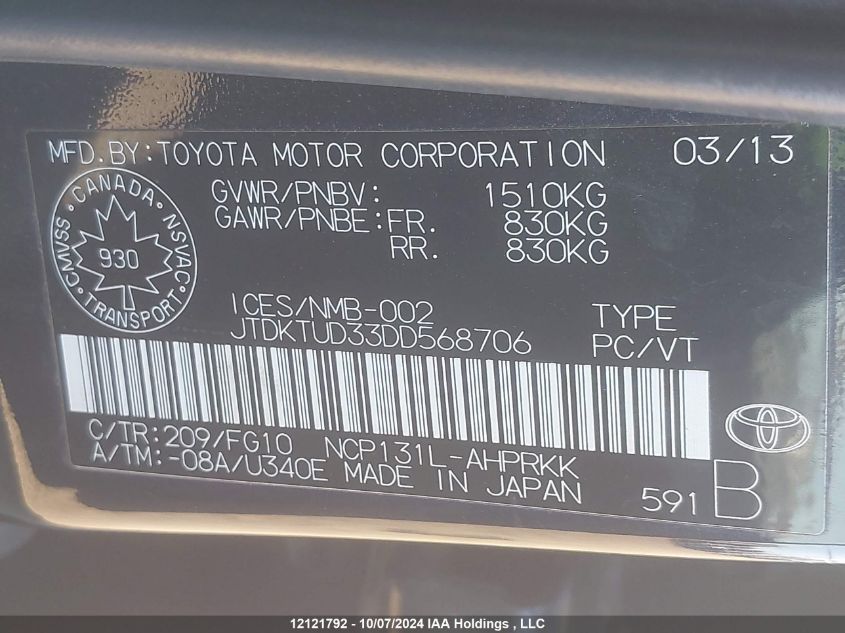 MFD.BY:TOYOTA MOTOR CORPORATION 03/13
GVWR/PNBV: 1510KG
GAWR/PNBE:FR. 830KG
RR. 830KG
CMVSS · CANADA · NSVAC
930
TRANSPORT
ICES/NMB-002 TYPE
JTDKTUD33DD568706 PC/VT
C/TR:209/FG10 NCP131L-AHPRKK
A/TM:-08A/U340E MADE IN JAPAN 591 B
12121792 - 10/07/2024 IAA Holdings , LLC